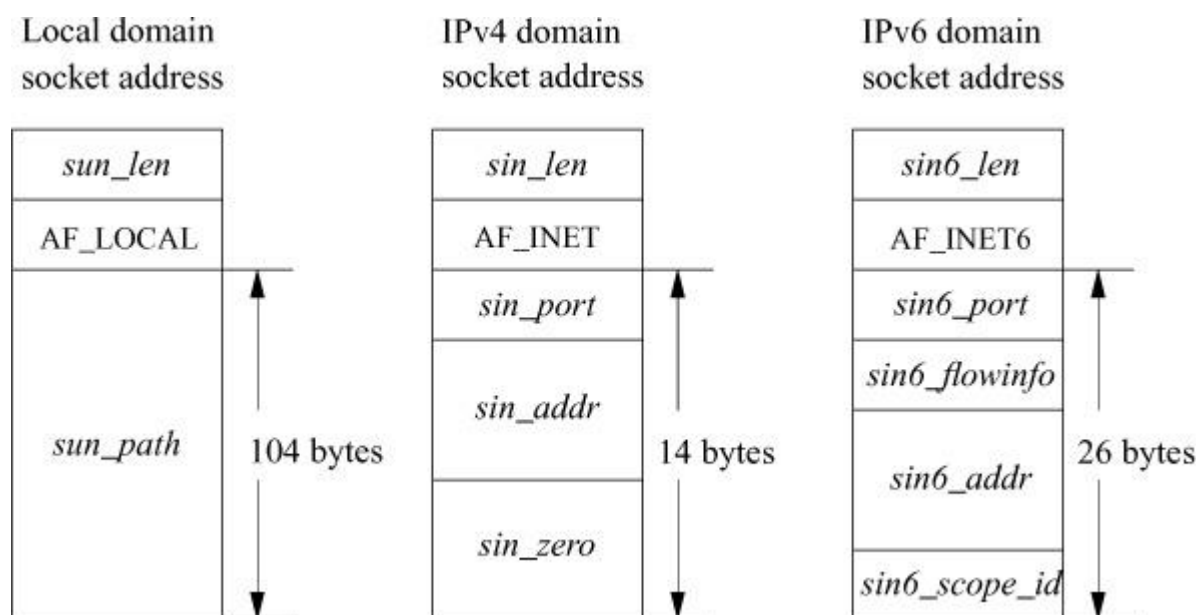 Local domain
socket address
sun_len
AF_LOCAL
sun_path
104 bytes
IPv4 domain
socket address
sin_len
AF_INET
sin_port
sin_addr
sin_zero
14 bytes
IPv6 domain
socket address
sin6_len
AF_INET6
sin6_port
sin6_flowinfo
sin6_addr
sin6_scope_id
26 bytes